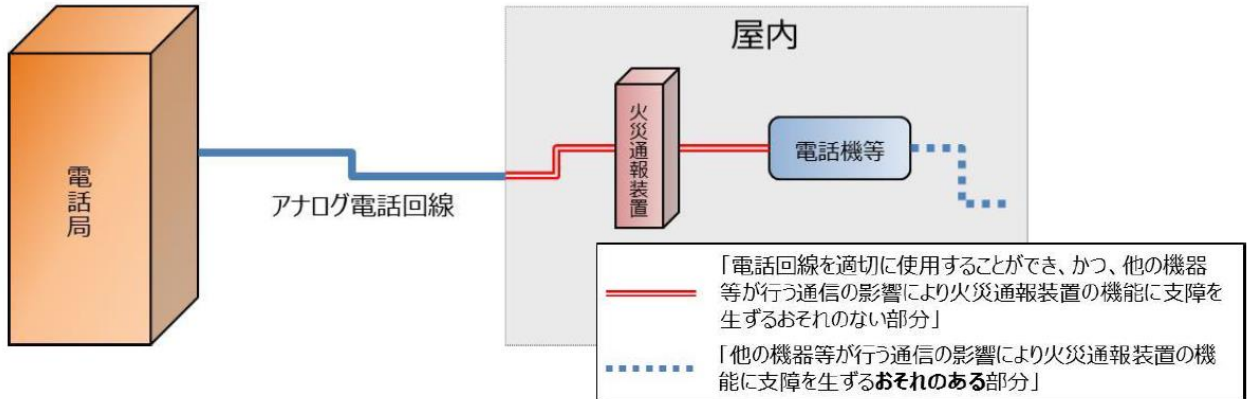 屋内
電話局
アナログ電話回線
火災通報装置
電話機等
「電話回線を適切に使用することができ、かつ、他の機器
等が行う通信の影響により火災通報装置の機能に支障を
生ずるおそれのない部分」
「他の機器等が行う通信の影響により火災通報装置の機
能に支障を生ずるおそれのある部分」